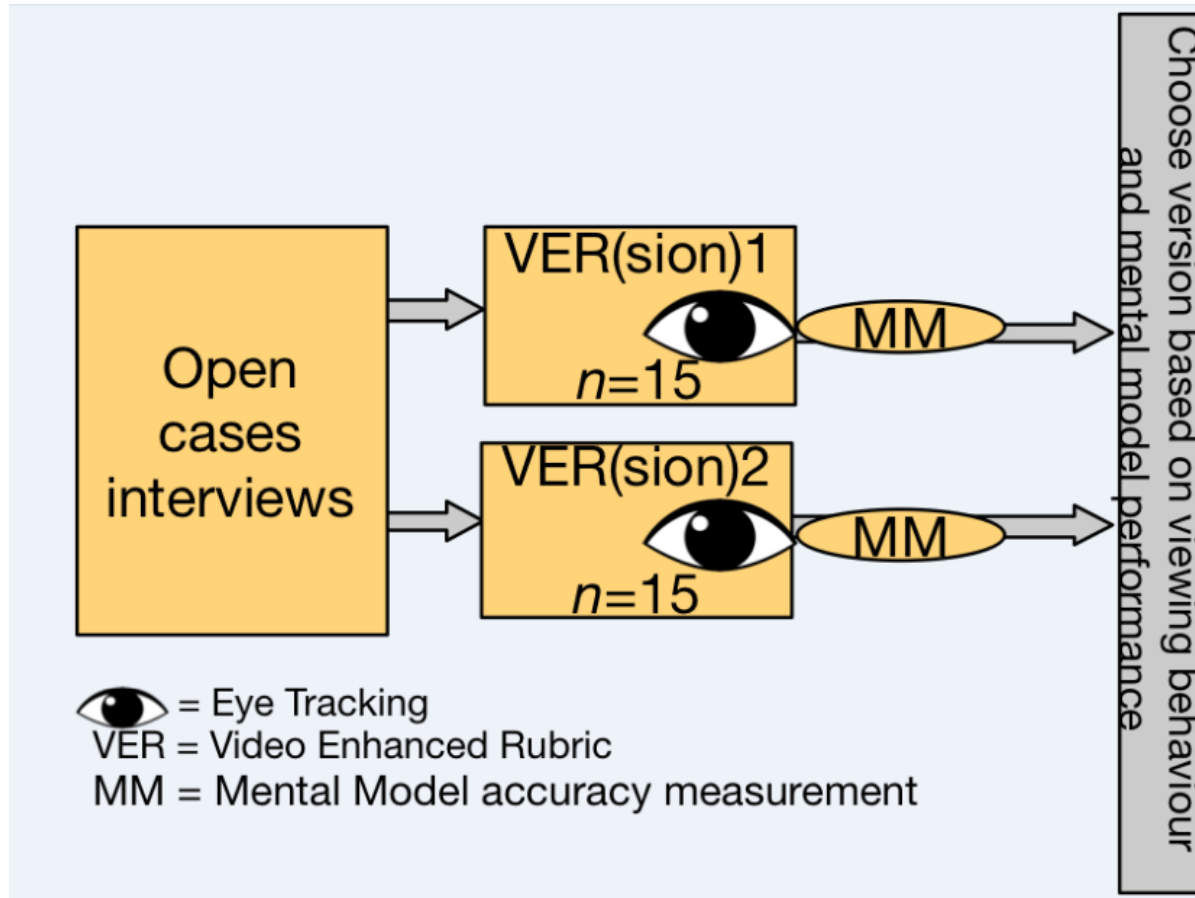 Open
cases
interviews
VER(sion)1
n=15
MM
VER(sion)2
n=15
MM
Choose version based on viewing behaviour
and mental model performance
= Eye Tracking
VER = Video Enhanced Rubric
MM = Mental Model accuracy measurement